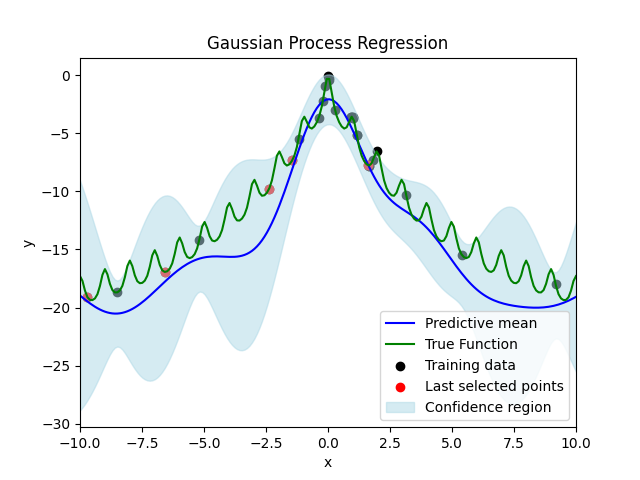 Gaussian Process Regression
y
0
−5
−10
−15
−20
−25
−30
Predictive mean
True Function
Training data
Last selected points
Confidence region
−10.0 −7.5 −5.0 −2.5 0.0 2.5 5.0 7.5 10.0
x